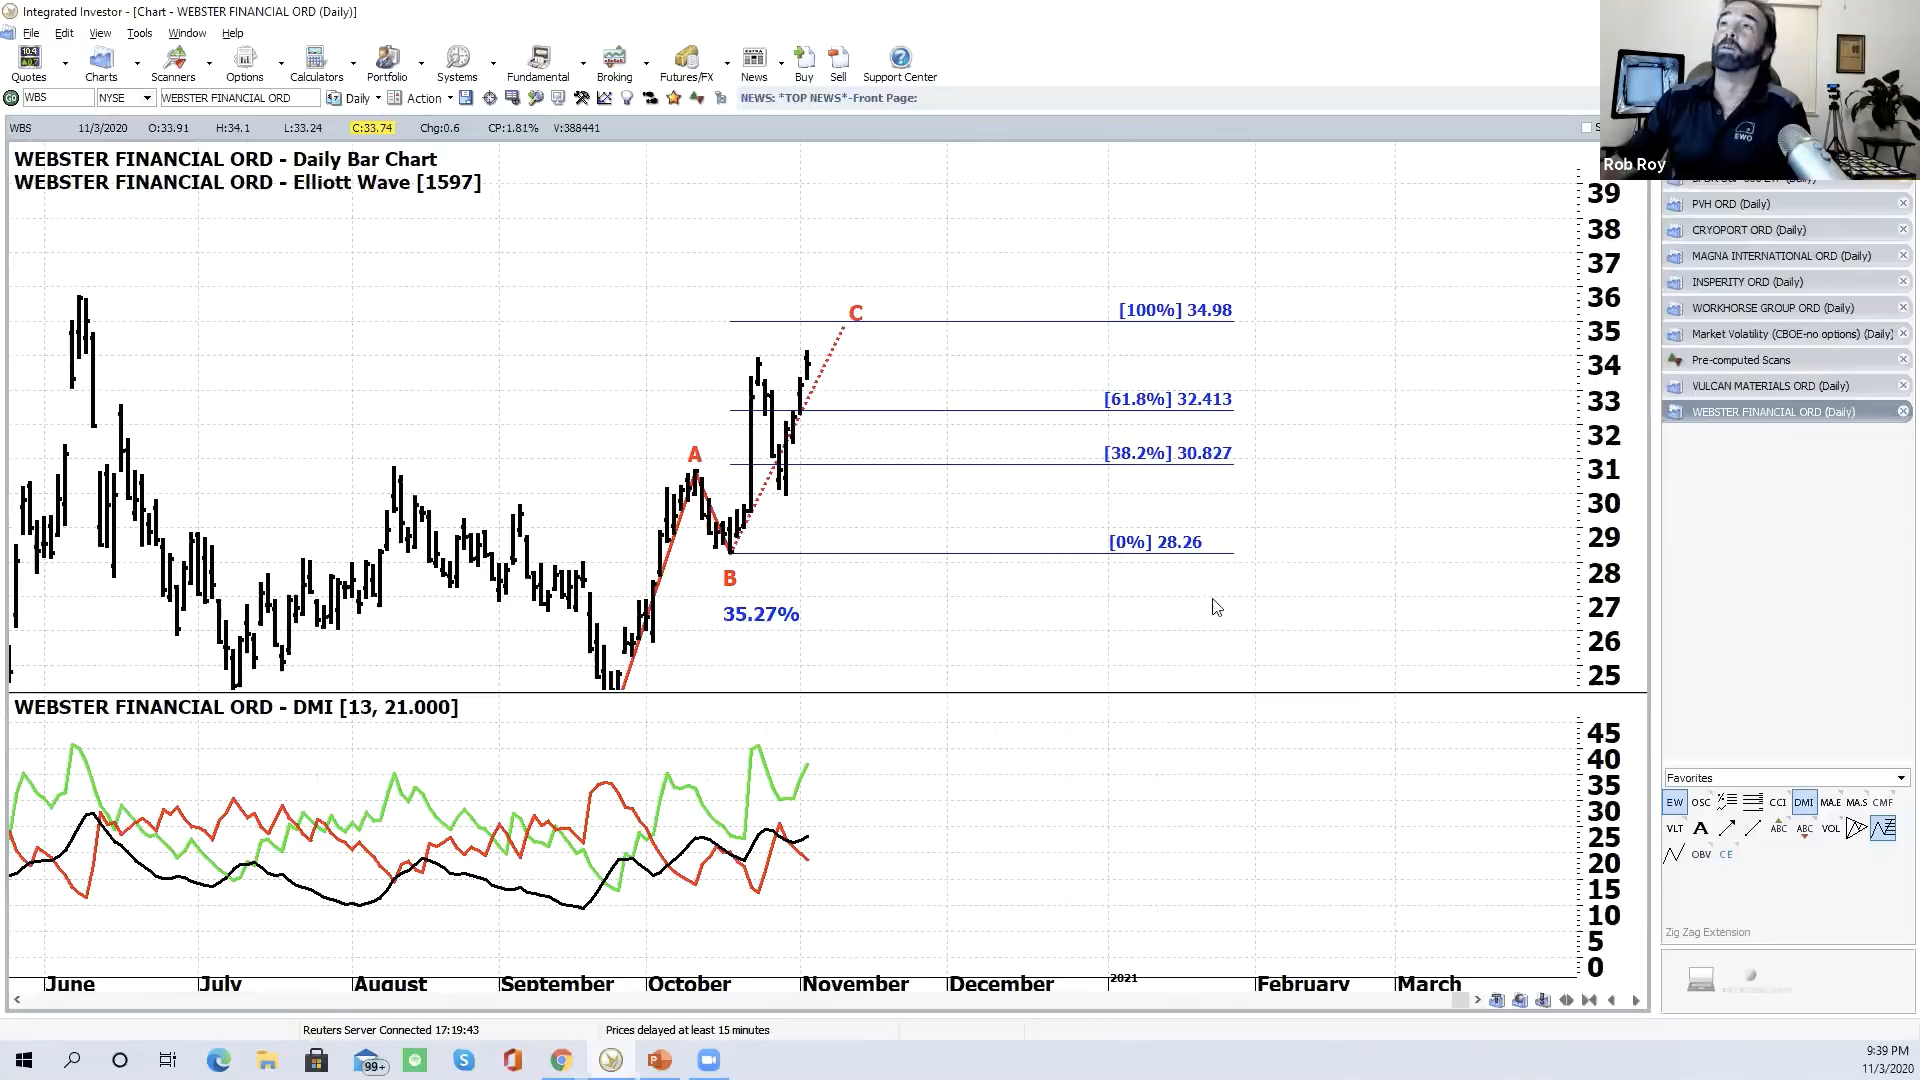 Integrated Investor - [Chart - WEBSTER FINANCIAL ORD (Daily)]
File Edit View Tools Window Help
Quotes Charts Scanners Options Calculators Portfolio Systems Fundamental Broking Futures/FX News Buy Sell Support Center
WBS NYSE WEBSTER FINANCIAL ORD Daily Action NEWS: *TOP NEWS*-Front Page:
WBS 11/3/2020 O:33.91 H:34.1 L:33.24 C:33.74 Chg:0.6 CP:1.81% V:388441
WEBSTER FINANCIAL ORD - Daily Bar Chart
WEBSTER FINANCIAL ORD - Elliott Wave [1597]
EWO
Rob Roy
39
38
37
36
35
34
33
32
31
30
29
28
27
26
25
C
[100%] 34.98
[61.8%] 32.413
A
[38.2%] 30.827
[0%] 28.26
B
35.27%
WEBSTER FINANCIAL ORD - DMI [13, 21.000]
45
40
35
30
25
20
15
10
5
0
June July August September October November December 2021 February March
PVH ORD (Daily)
CRYOPORT ORD (Daily)
MAGNA INTERNATIONAL ORD (Daily)
INSPERITY ORD (Daily)
WORKHORSE GROUP ORD (Daily)
Market Volatility (CBOE-no options) (Daily)
Pre-computed Scans
VULCAN MATERIALS ORD (Daily)
WEBSTER FINANCIAL ORD (Daily)
Favorites
EW OSC CCI DMI MA.E MA.S CMF
VLT A ABC ABC VOL
OBV CE
Zig Zag Extension
Reuters Server Connected 17:19:43 Prices delayed at least 15 minutes
99+
9:39 PM
11/3/2020